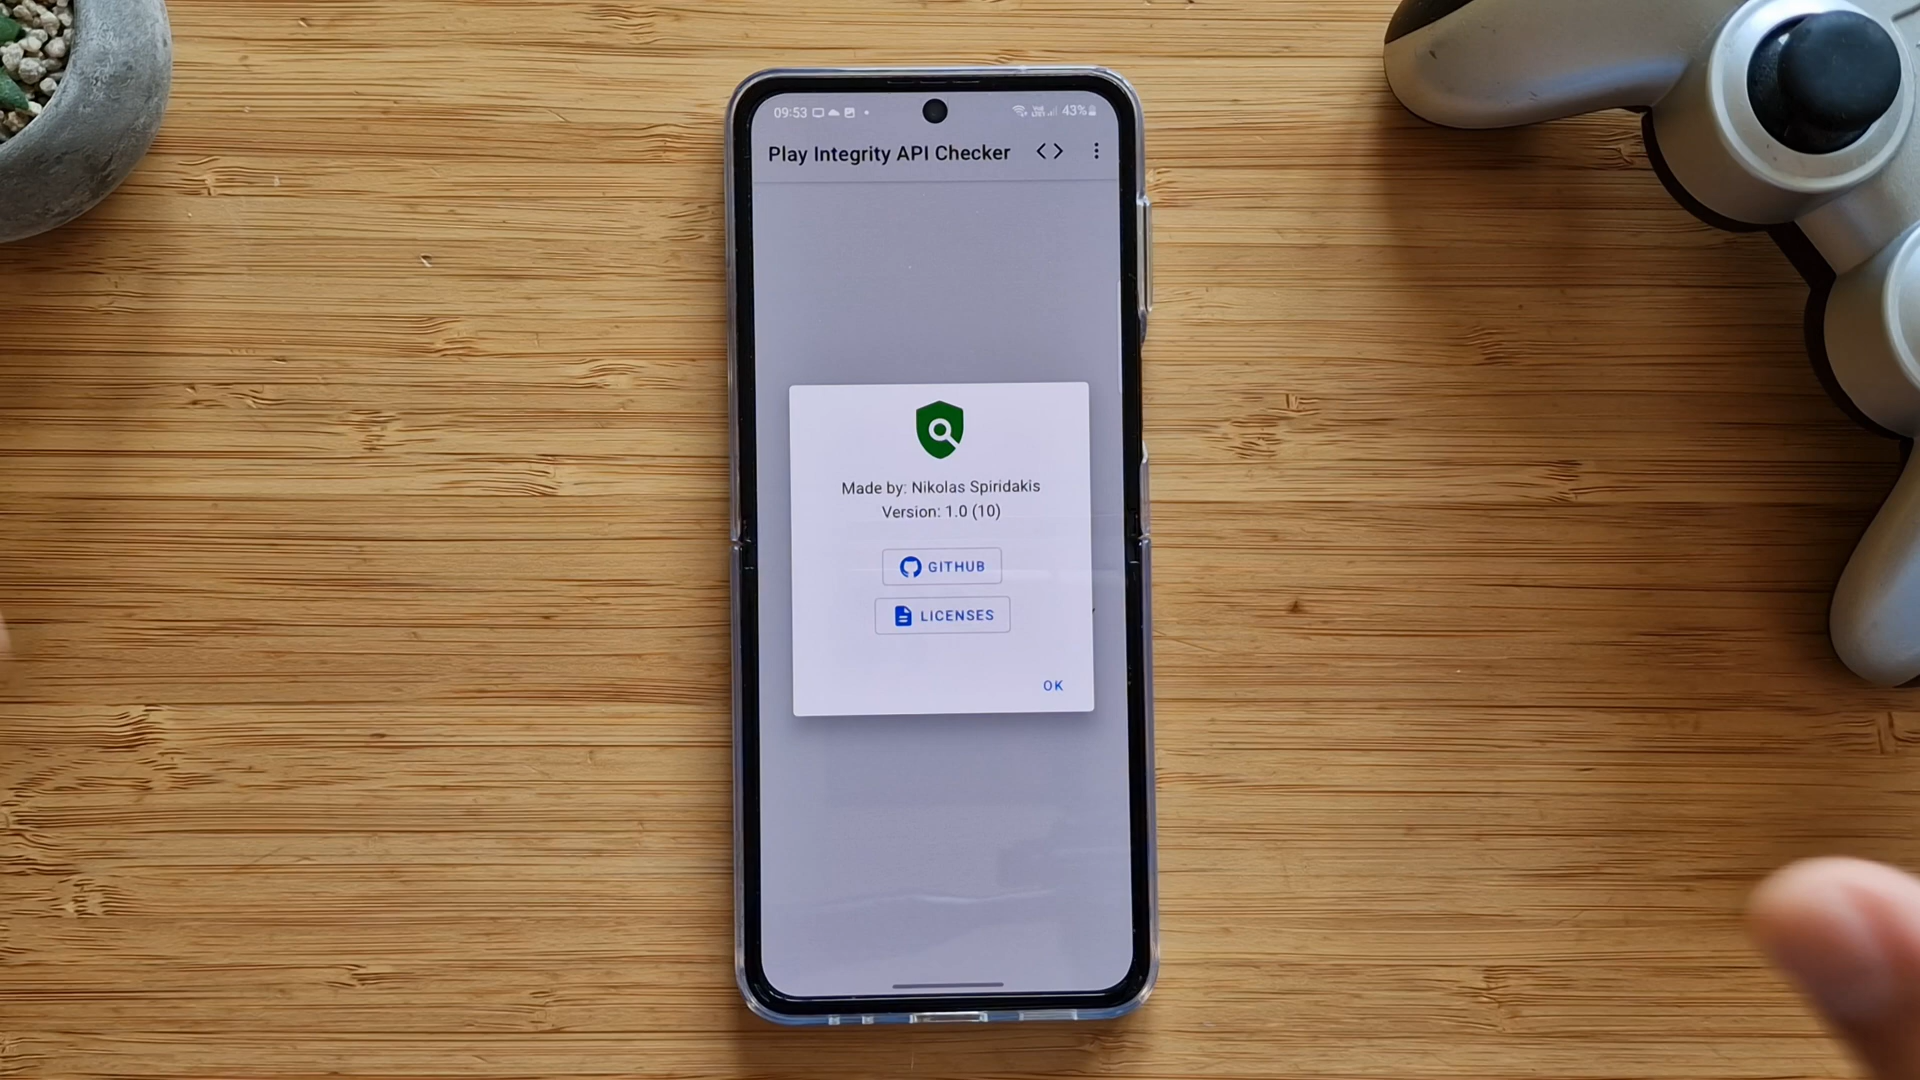 09:53 43%
Play Integrity API Checker
Made by: Nikolas Spiridakis
Version: 1.0 (10)
GITHUB
LICENSES
OK